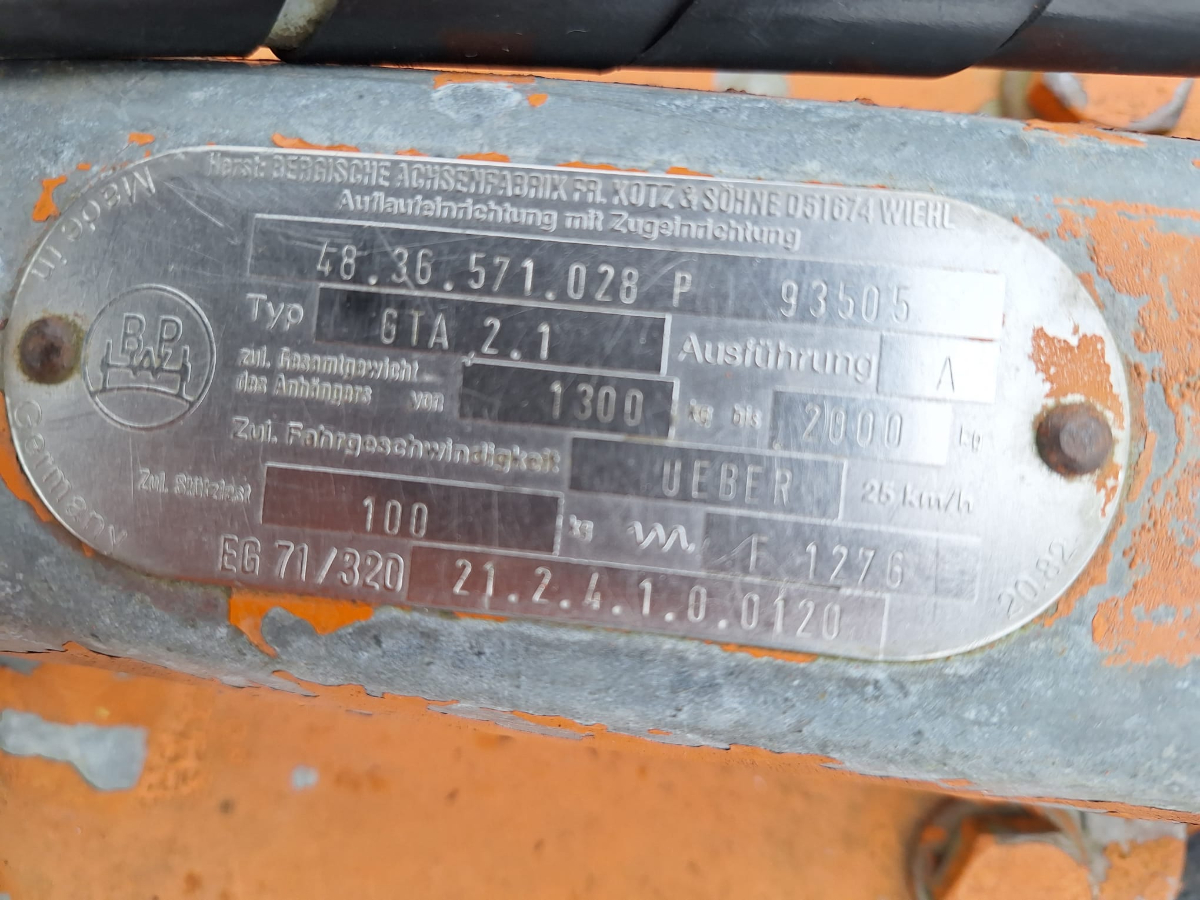 Made in
Germany
Herst: BERGISCHE ACHSENFABRIK FR. KOTZ & SÖHNE D51674 WIEHL
Auflaufeinrichtung mit Zugeinrichtung
48.36.571.028 P 93505
BPW
Typ GTA 2.1 Ausführung A
zul. Gesamtgewicht
des Anhängers von 1300 kg bis 2000 kg
Zul. Fahrgeschwindigkeit UEBER 25 km/h
Zul. Stützlast 100 kg F 1276
EG 71/320 21.2.4.1.0.0120
20.82